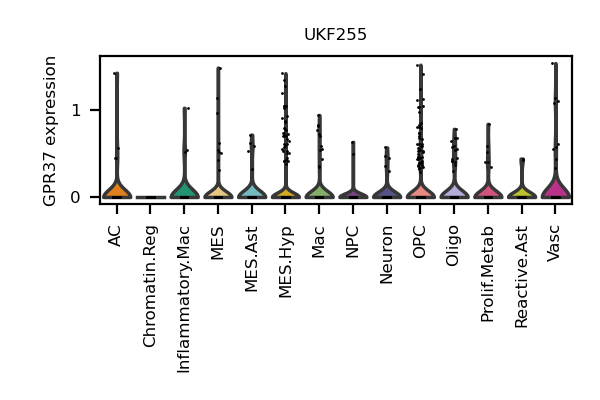 UKF255
GPR37 expression
1
0
AC
Chromatin.Reg
Inflammatory.Mac
MES
MES.Ast
MES.Hyp
Mac
NPC
Neuron
OPC
Oligo
Prolif.Metab
Reactive.Ast
Vasc